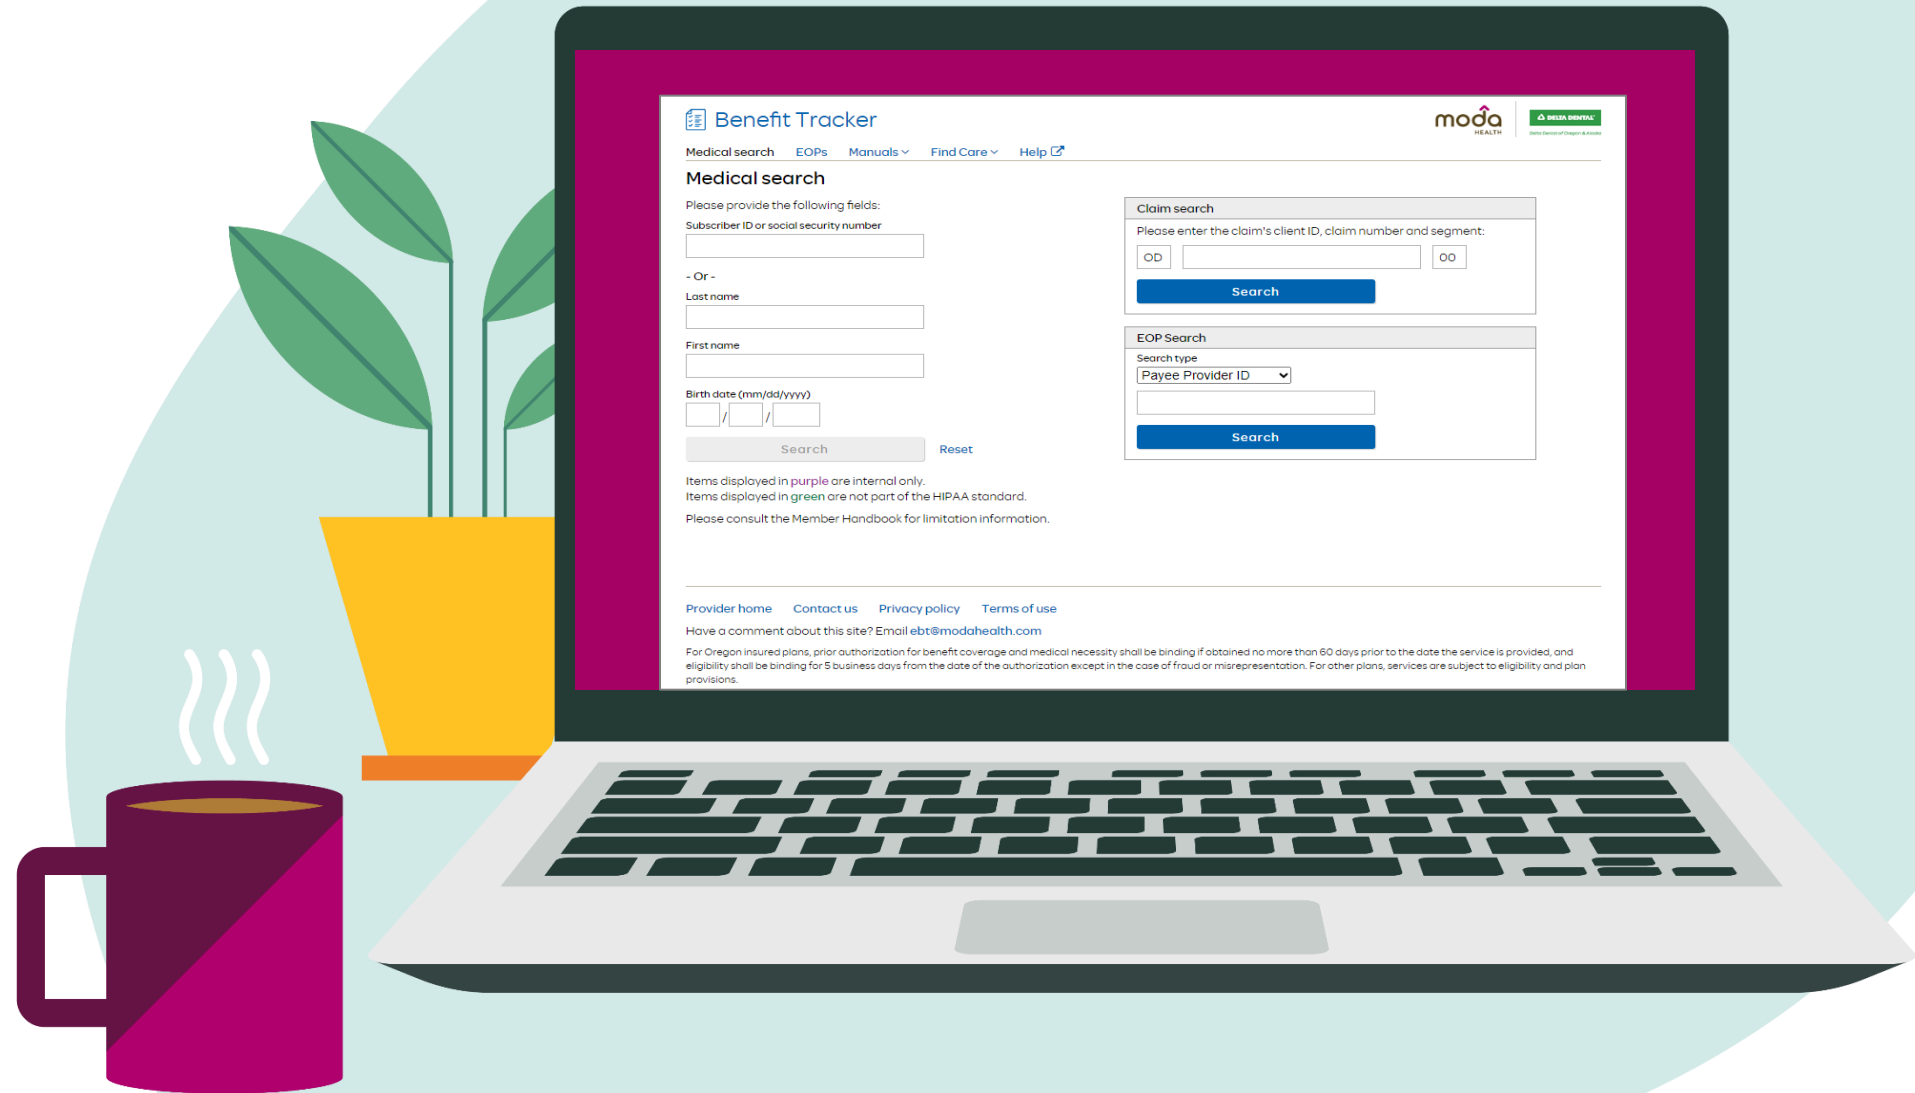 Benefit Tracker
moda
HEALTH
DELTA DENTAL
Delta Dental of Oregon & Alaska
Medical search EOPs Manuals Find Care Help
Medical search
Please provide the following fields:
Subscriber ID or social security number
- Or -
Last name
First name
Birth date (mm/dd/yyyy)
/ /
Search Reset
Items displayed in purple are internal only.
Items displayed in green are not part of the HIPAA standard.
Please consult the Member Handbook for limitation information.
Claim search
Please enter the claim's client ID, claim number and segment:
OD 00
Search
EOP Search
Search type
Payee Provider ID
Search
Provider home Contact us Privacy policy Terms of use
Have a comment about this site? Email ebt@modahealth.com
For Oregon insured plans, prior authorization for benefit coverage and medical necessity shall be binding if obtained no more than 60 days prior to the date the service is provided, and
eligibility shall be binding for 5 business days from the date of the authorization except in the case of fraud or misrepresentation. For other plans, services are subject to eligibility and plan
provisions.